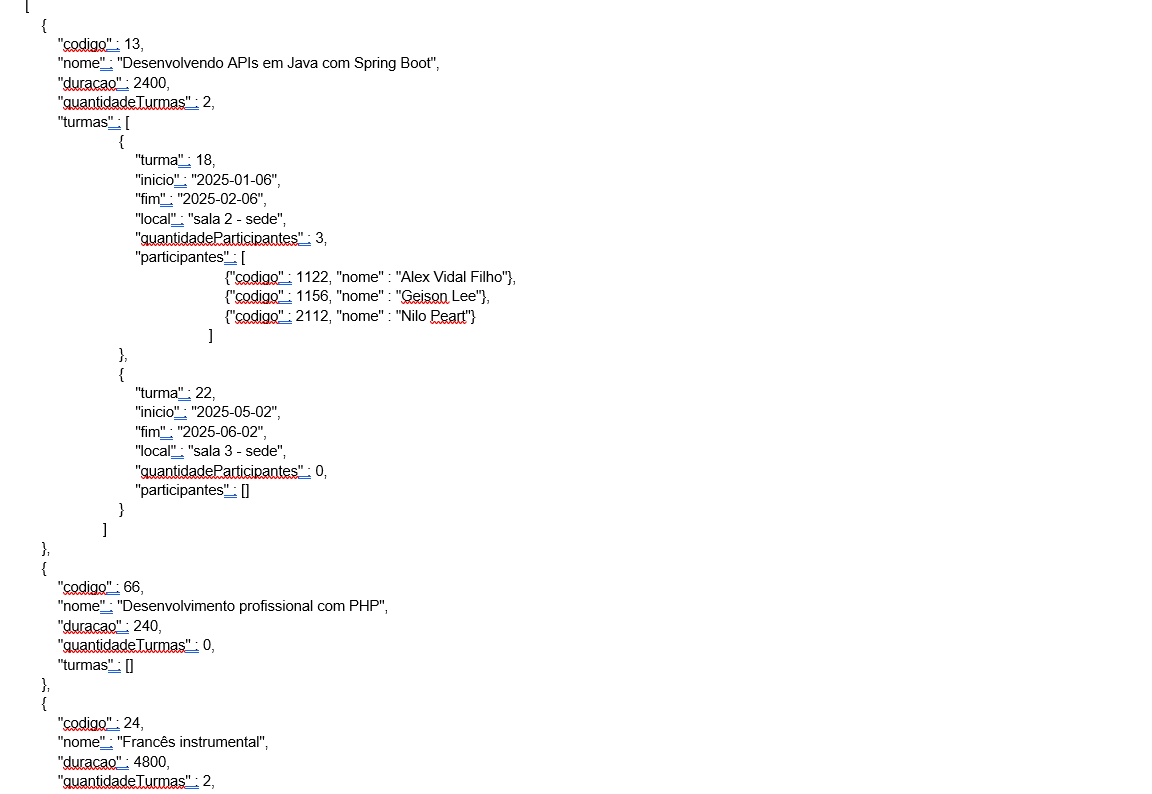 [
{
"codigo" : 13,
"nome" : "Desenvolvendo APIs em Java com Spring Boot",
"duracao" : 2400,
"quantidadeTurmas" : 2,
"turmas" : [
{
"turma" : 18,
"inicio" : "2025-01-06",
"fim" : "2025-02-06",
"local" : "sala 2 - sede",
"quantidadeParticipantes" : 3,
"participantes" : [
{"codigo" : 1122, "nome" : "Alex Vidal Filho"},
{"codigo" : 1156, "nome" : "Geison Lee"},
{"codigo" : 2112, "nome" : "Nilo Peart"}
]
},
{
"turma" : 22,
"inicio" : "2025-05-02",
"fim" : "2025-06-02",
"local" : "sala 3 - sede",
"quantidadeParticipantes" : 0,
"participantes" : []
}
]
},
{
"codigo" : 66,
"nome" : "Desenvolvimento profissional com PHP",
"duracao" : 240,
"quantidadeTurmas" : 0,
"turmas" : []
},
{
"codigo" : 24,
"nome" : "Francês instrumental",
"duracao" : 4800,
"quantidadeTurmas" : 2,